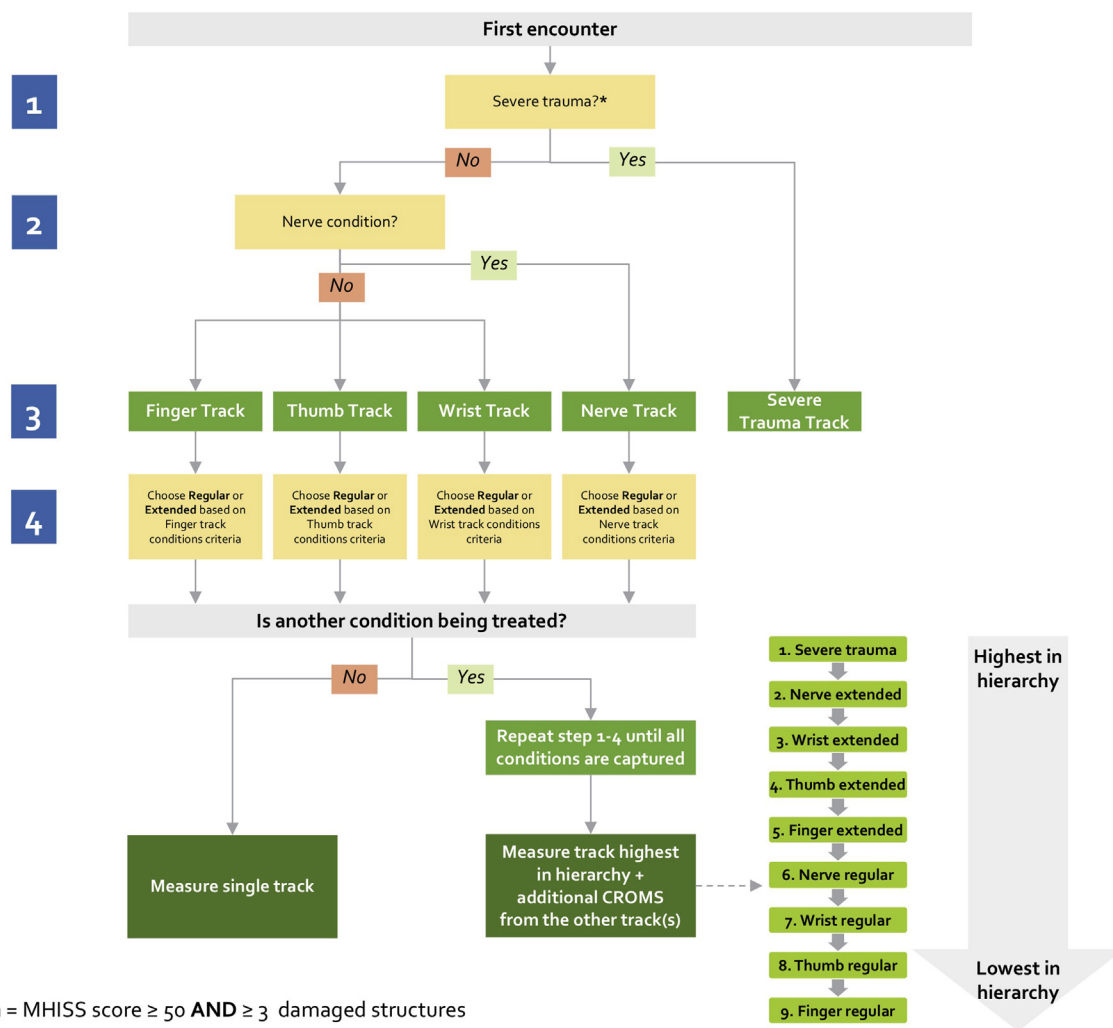 First encounter
1
Severe trauma?*
No
Yes
2
Nerve condition?
Yes
No
3
Finger Track
Thumb Track
Wrist Track
Nerve Track
Severe
Trauma Track
4
Choose Regular or
Extended based on
Finger track
conditions criteria
Choose Regular or
Extended based on
Thumb track
conditions criteria
Choose Regular or
Extended based on
Wrist track conditions
criteria
Choose Regular or
Extended based on
Nerve track
conditions criteria
Is another condition being treated?
No
Yes
Repeat step 1-4 until all
conditions are captured
Measure single track
Measure track highest
in hierarchy +
additional CROMS
from the other track(s)
1. Severe trauma
2. Nerve extended
3. Wrist extended
4. Thumb extended
5. Finger extended
6. Nerve regular
7. Wrist regular
8. Thumb regular
9. Finger regular
Highest in
hierarchy
Lowest in
hierarchy
= MHISS score ≥ 50 AND ≥ 3 damaged structures